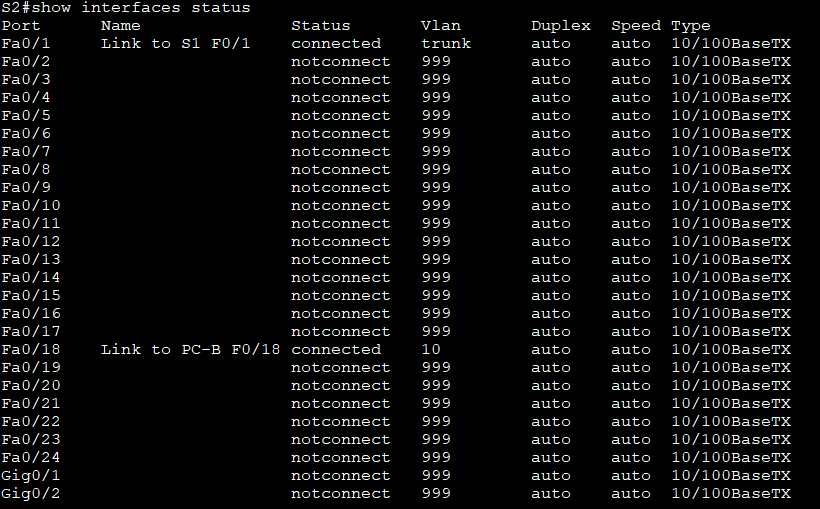 S2#show interfaces status
Port Name Status Vlan Duplex Speed Type
Fa0/1 Link to S1 F0/1 connected trunk auto auto 10/100BaseTX
Fa0/2 notconnect 999 auto auto 10/100BaseTX
Fa0/3 notconnect 999 auto auto 10/100BaseTX
Fa0/4 notconnect 999 auto auto 10/100BaseTX
Fa0/5 notconnect 999 auto auto 10/100BaseTX
Fa0/6 notconnect 999 auto auto 10/100BaseTX
Fa0/7 notconnect 999 auto auto 10/100BaseTX
Fa0/8 notconnect 999 auto auto 10/100BaseTX
Fa0/9 notconnect 999 auto auto 10/100BaseTX
Fa0/10 notconnect 999 auto auto 10/100BaseTX
Fa0/11 notconnect 999 auto auto 10/100BaseTX
Fa0/12 notconnect 999 auto auto 10/100BaseTX
Fa0/13 notconnect 999 auto auto 10/100BaseTX
Fa0/14 notconnect 999 auto auto 10/100BaseTX
Fa0/15 notconnect 999 auto auto 10/100BaseTX
Fa0/16 notconnect 999 auto auto 10/100BaseTX
Fa0/17 notconnect 999 auto auto 10/100BaseTX
Fa0/18 Link to PC-B F0/18 connected 10 auto auto 10/100BaseTX
Fa0/19 notconnect 999 auto auto 10/100BaseTX
Fa0/20 notconnect 999 auto auto 10/100BaseTX
Fa0/21 notconnect 999 auto auto 10/100BaseTX
Fa0/22 notconnect 999 auto auto 10/100BaseTX
Fa0/23 notconnect 999 auto auto 10/100BaseTX
Fa0/24 notconnect 999 auto auto 10/100BaseTX
Gig0/1 notconnect 999 auto auto 10/100BaseTX
Gig0/2 notconnect 999 auto auto 10/100BaseTX